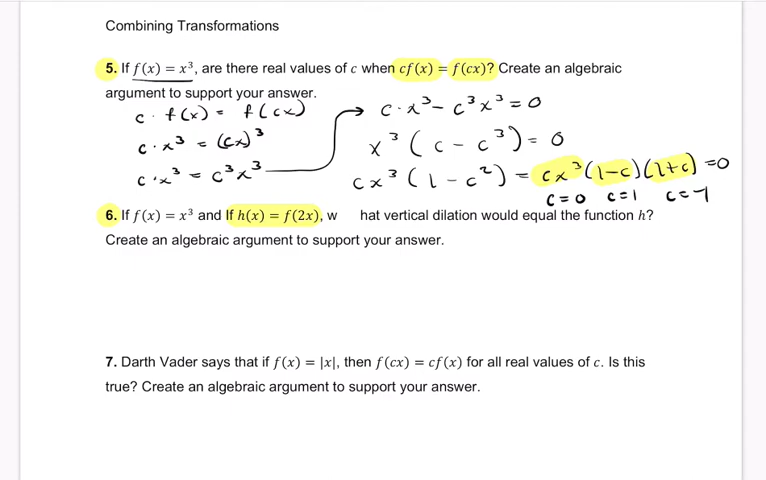 Combining Transformations
5. If f(x) = x³, are there real values of c when cf(x) = f(cx)? Create an algebraic
argument to support your answer.
c · f(x) = f(cx)
c · x³ = (cx)³
c · x³ = c³x³
c · x³ - c³x³ = 0
x³(c - c³) = 0
cx³(1 - c²) = cx³(1-c)(1+c) = 0
c = 0 c = 1 c = -1
6. If f(x) = x³ and If h(x) = f(2x), w hat vertical dilation would equal the function h?
Create an algebraic argument to support your answer.
7. Darth Vader says that if f(x) = |x|, then f(cx) = cf(x) for all real values of c. Is this
true? Create an algebraic argument to support your answer.